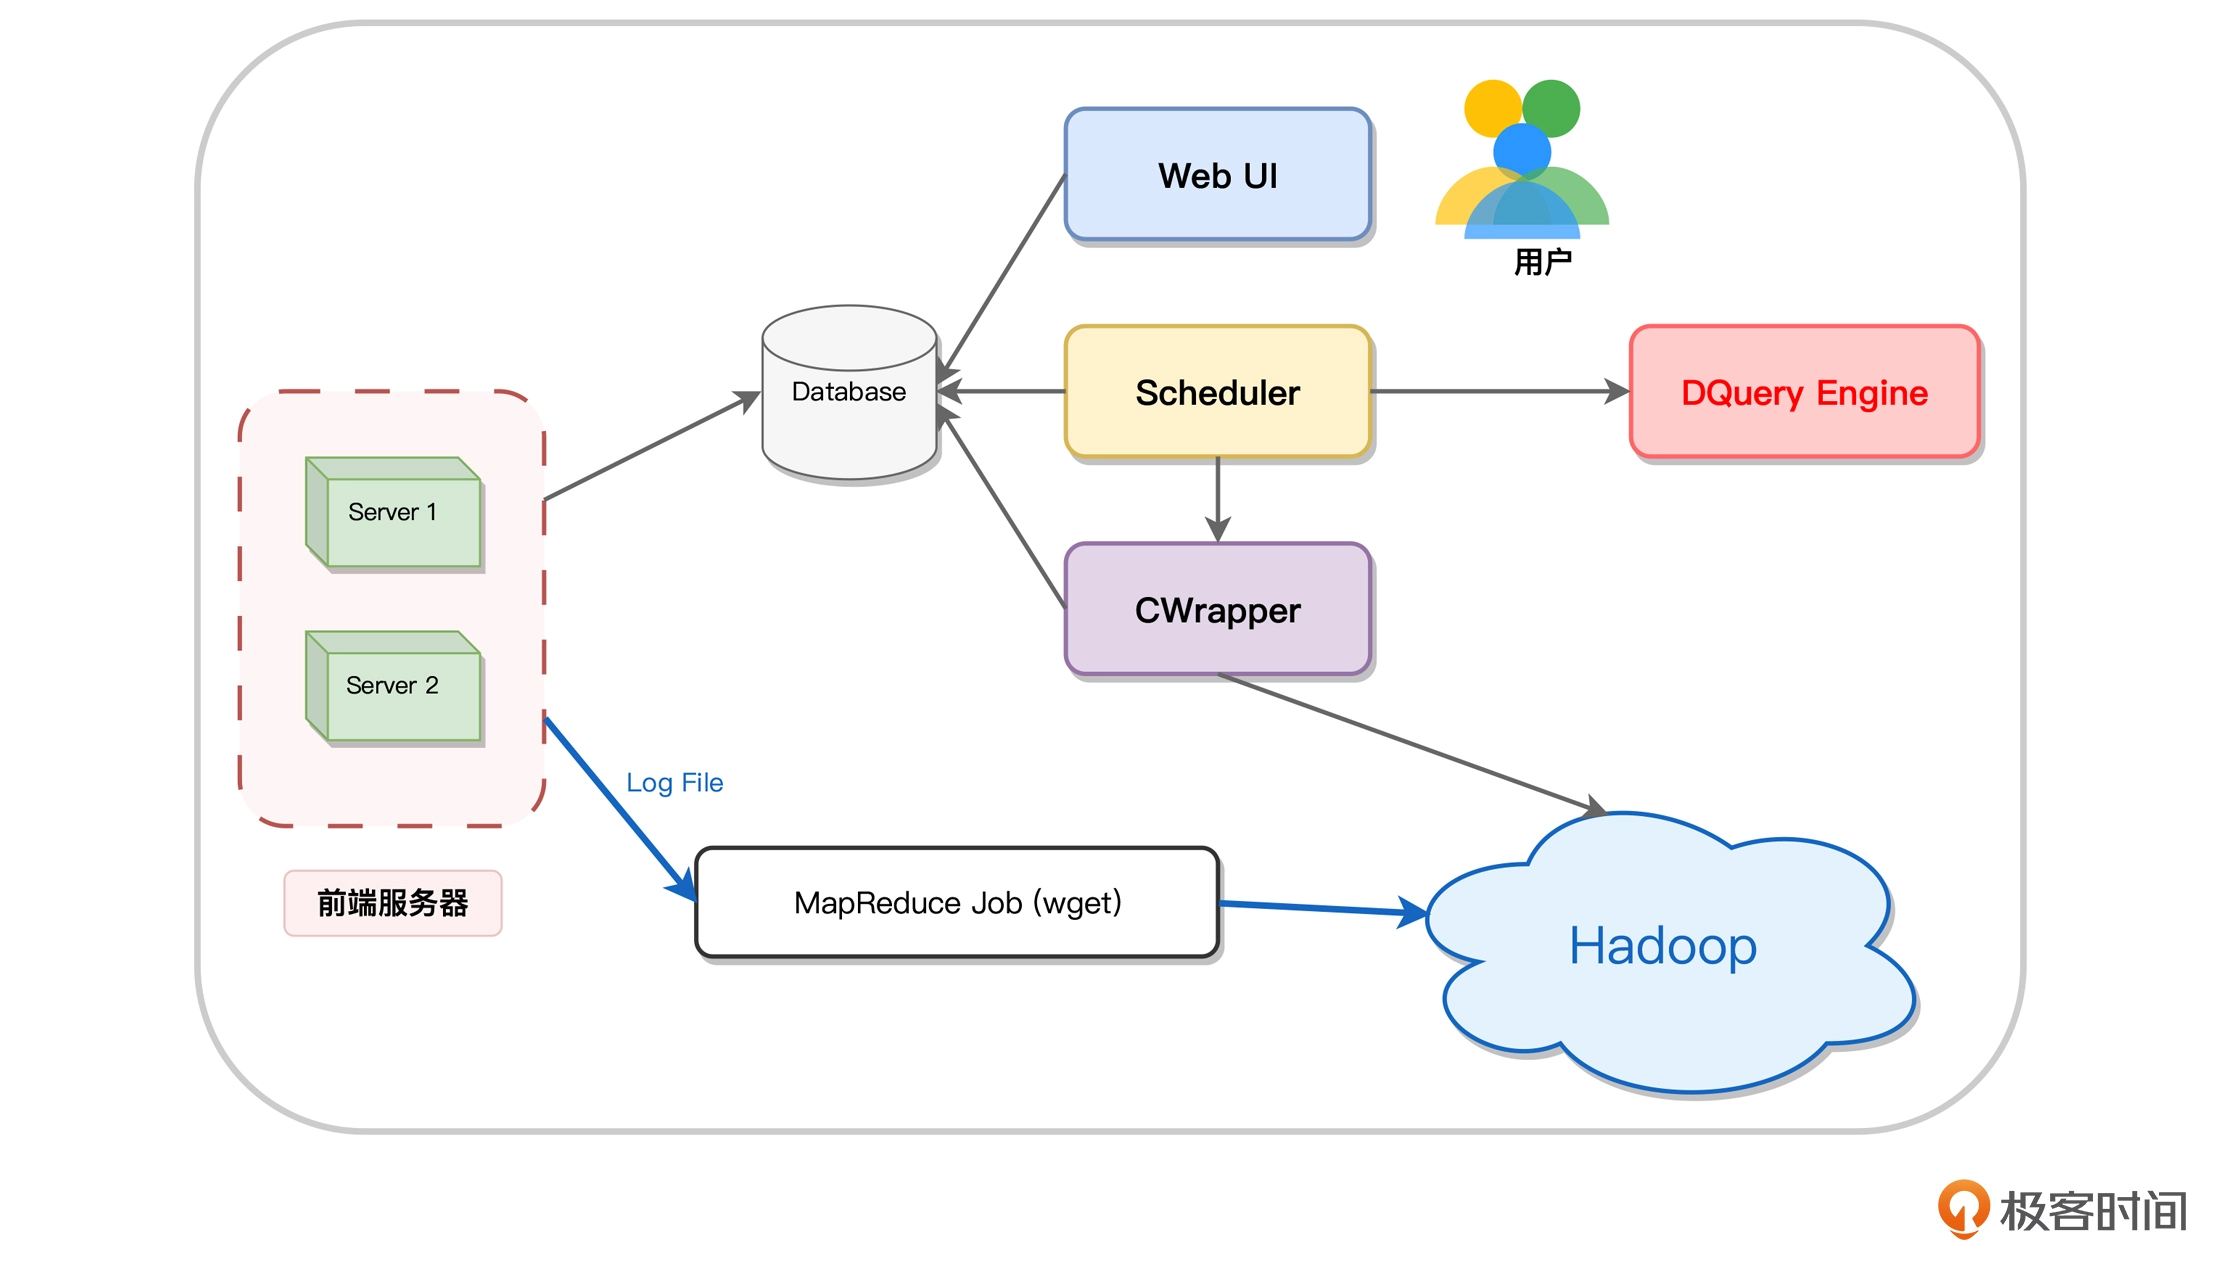 Web UI
用户
Database
Scheduler
DQuery Engine
Server 1
CWrapper
Server 2
Log File
前端服务器
MapReduce Job (wget)
Hadoop
极客时间